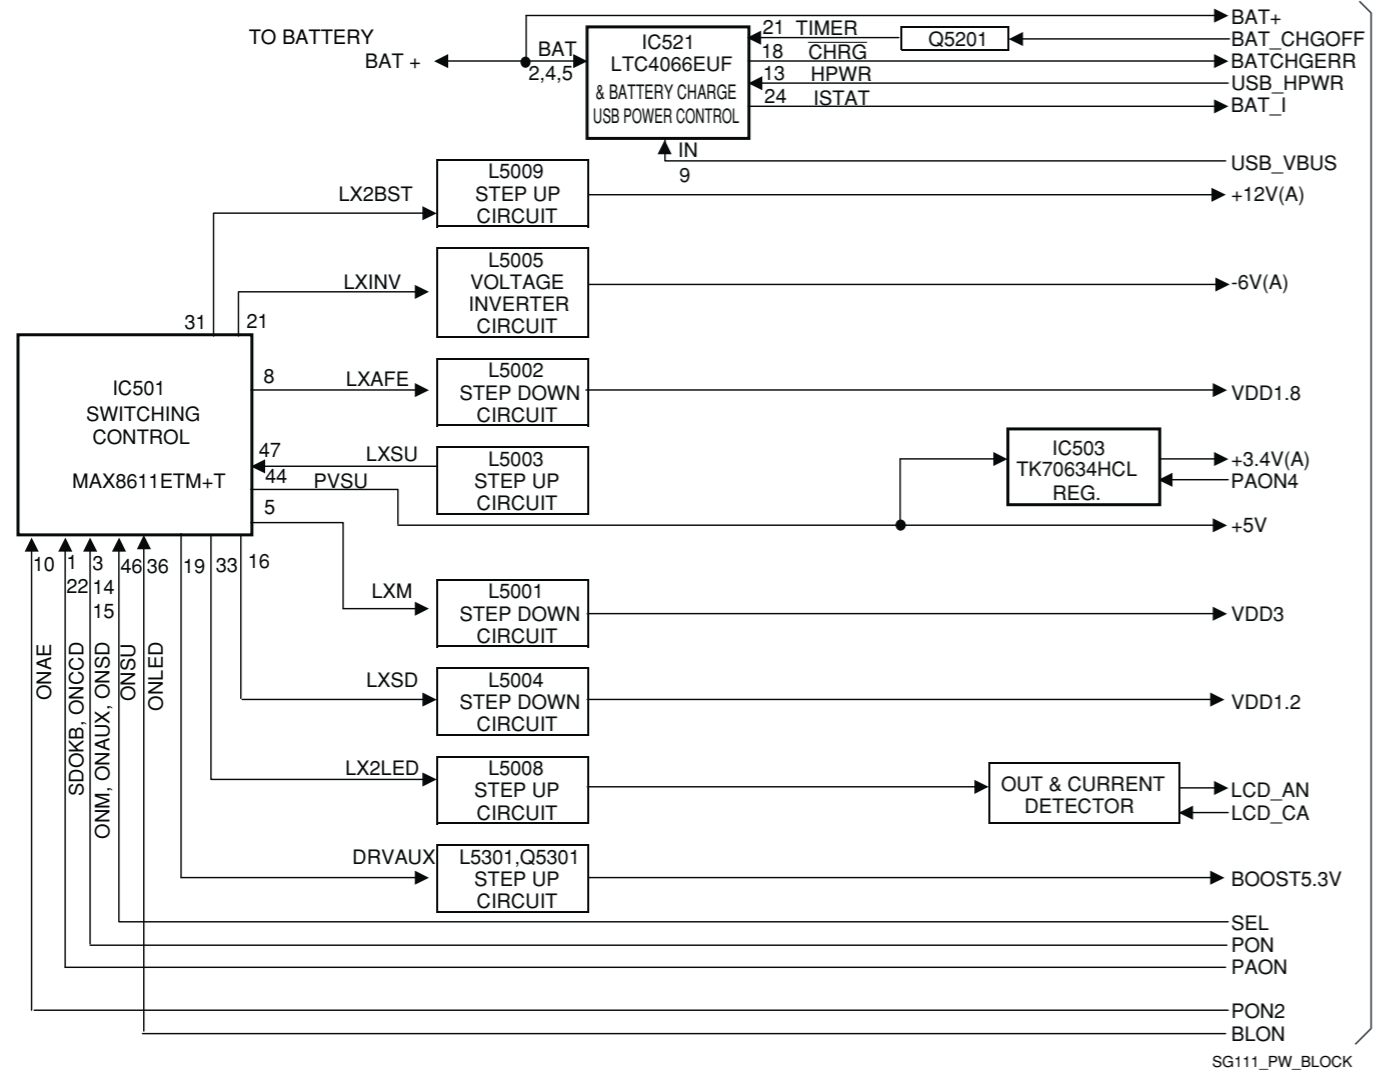 TO BATTERY
BAT +
BAT
2,4,5
IC521
LTC4066EUF
& BATTERY CHARGE
USB POWER CONTROL
21 TIMER
Q5201
18 CHRG
13 HPWR
24 ISTAT
IN
9
BAT+
BAT_CHGOFF
BATCHGERR
USB_HPWR
BAT_I
USB_VBUS
LX2BST
L5009
STEP UP
CIRCUIT
+12V(A)
LXINV
L5005
VOLTAGE
INVERTER
CIRCUIT
-6V(A)
31
21
IC501
SWITCHING
CONTROL
MAX8611ETM+T
8
LXAFE
L5002
STEP DOWN
CIRCUIT
VDD1.8
47
LXSU
L5003
STEP UP
CIRCUIT
44
PVSU
IC503
TK70634HCL
REG.
+3.4V(A)
PAON4
+5V
5
LXM
L5001
STEP DOWN
CIRCUIT
VDD3
10
1
22
3
14
15
46
36
19
33
16
ONAE
SDOKB, ONCCD
ONM, ONAUX, ONSD
ONSU
ONLED
LXSD
L5004
STEP DOWN
CIRCUIT
VDD1.2
LX2LED
L5008
STEP UP
CIRCUIT
OUT & CURRENT
DETECTOR
LCD_AN
LCD_CA
DRVAUX
L5301,Q5301
STEP UP
CIRCUIT
BOOST5.3V
SEL
PON
PAON
PON2
BLON
SG111_PW_BLOCK